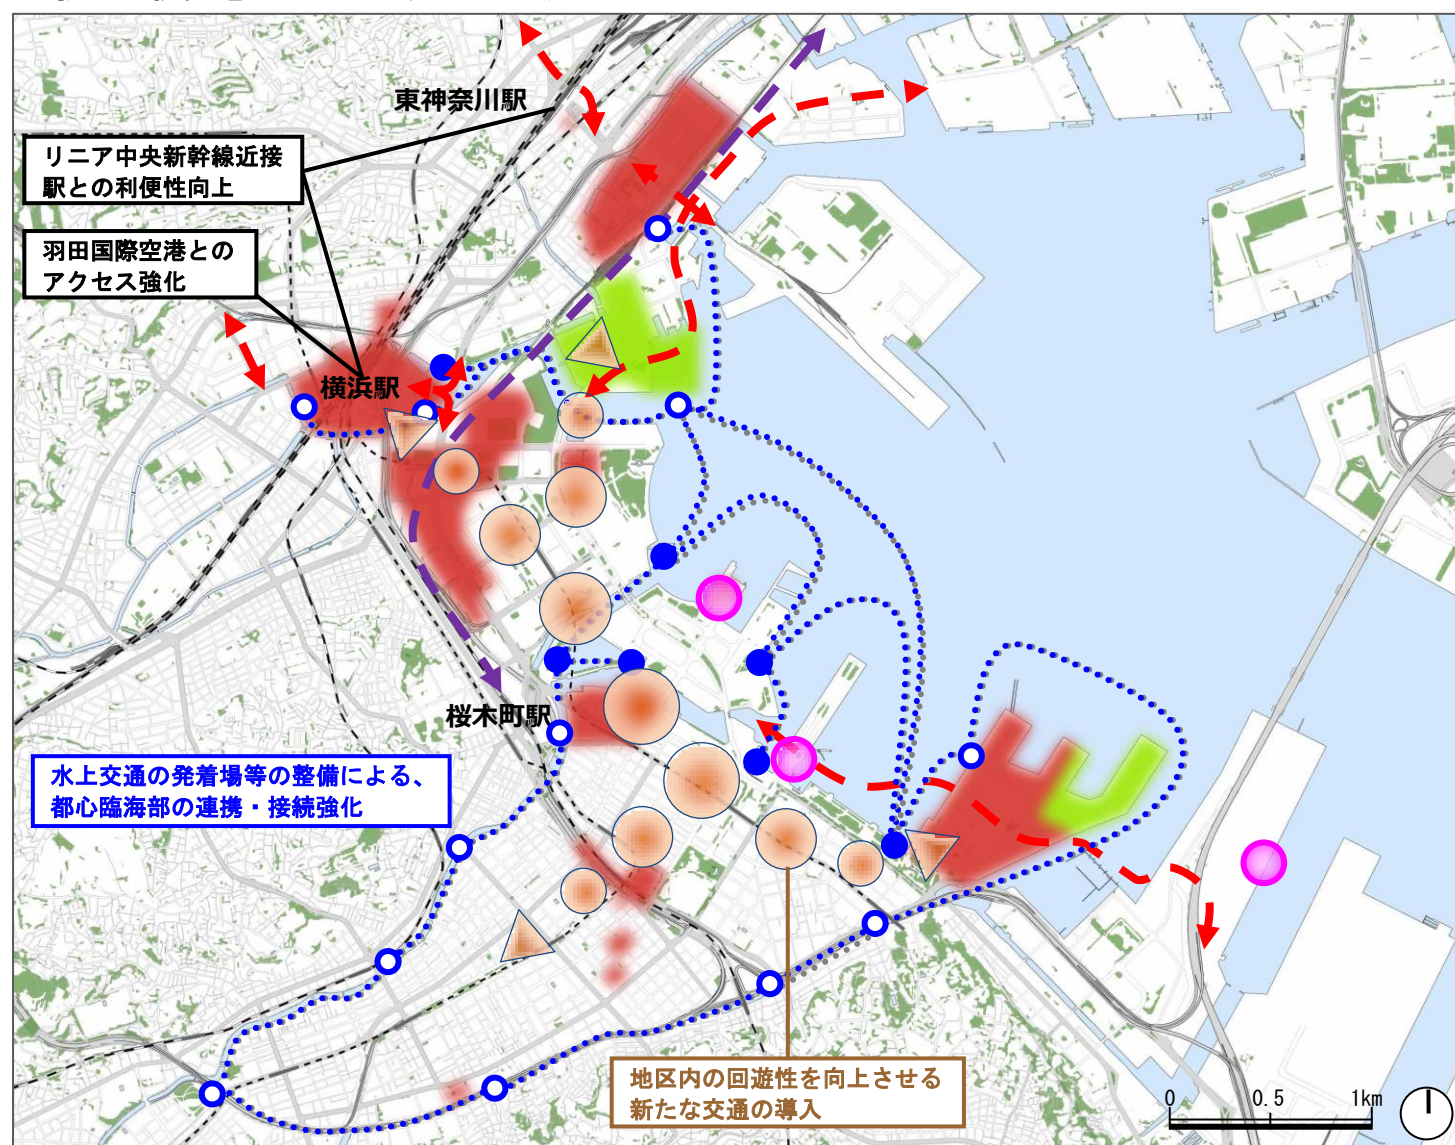 東神奈川駅
リニア中央新幹線近接
駅との利便性向上
羽田国際空港との
アクセス強化
横浜駅
桜木町駅
水上交通の発着場等の整備による、
都心臨海部の連携・接続強化
地区内の回遊性を向上させる
新たな交通の導入
0 0.5 1km